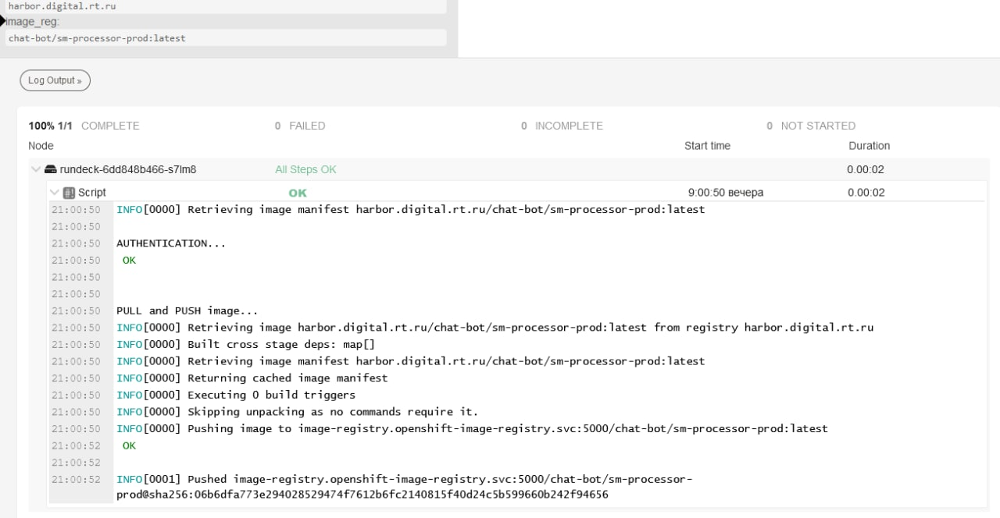 harbor.digital.rt.ru
image_reg:
chat-bot/sm-processor-prod:latest
Log Output »
100% 1/1 COMPLETE 0 FAILED 0 INCOMPLETE 0 NOT STARTED
Node Start time Duration
rundeck-6dd848b466-s7lm8 All Steps OK 0.00:02
Script OK 9:00:50 вечера 0.00:02
21:00:50 INFO[0000] Retrieving image manifest harbor.digital.rt.ru/chat-bot/sm-processor-prod:latest
21:00:50
21:00:50 AUTHENTICATION...
21:00:50 OK
21:00:50
21:00:50
21:00:50 PULL and PUSH image...
21:00:50 INFO[0000] Retrieving image harbor.digital.rt.ru/chat-bot/sm-processor-prod:latest from registry harbor.digital.rt.ru
21:00:50 INFO[0000] Built cross stage deps: map[]
21:00:50 INFO[0000] Retrieving image manifest harbor.digital.rt.ru/chat-bot/sm-processor-prod:latest
21:00:50 INFO[0000] Returning cached image manifest
21:00:50 INFO[0000] Executing 0 build triggers
21:00:50 INFO[0000] Skipping unpacking as no commands require it.
21:00:50 INFO[0000] Pushing image to image-registry.openshift-image-registry.svc:5000/chat-bot/sm-processor-prod:latest
21:00:52 OK
21:00:52
21:00:52 INFO[0001] Pushed image-registry.openshift-image-registry.svc:5000/chat-bot/sm-processor-
prod@sha256:06b6dfa773e294028529474f7612b6fc2140815f40d24c5b599660b242f94656